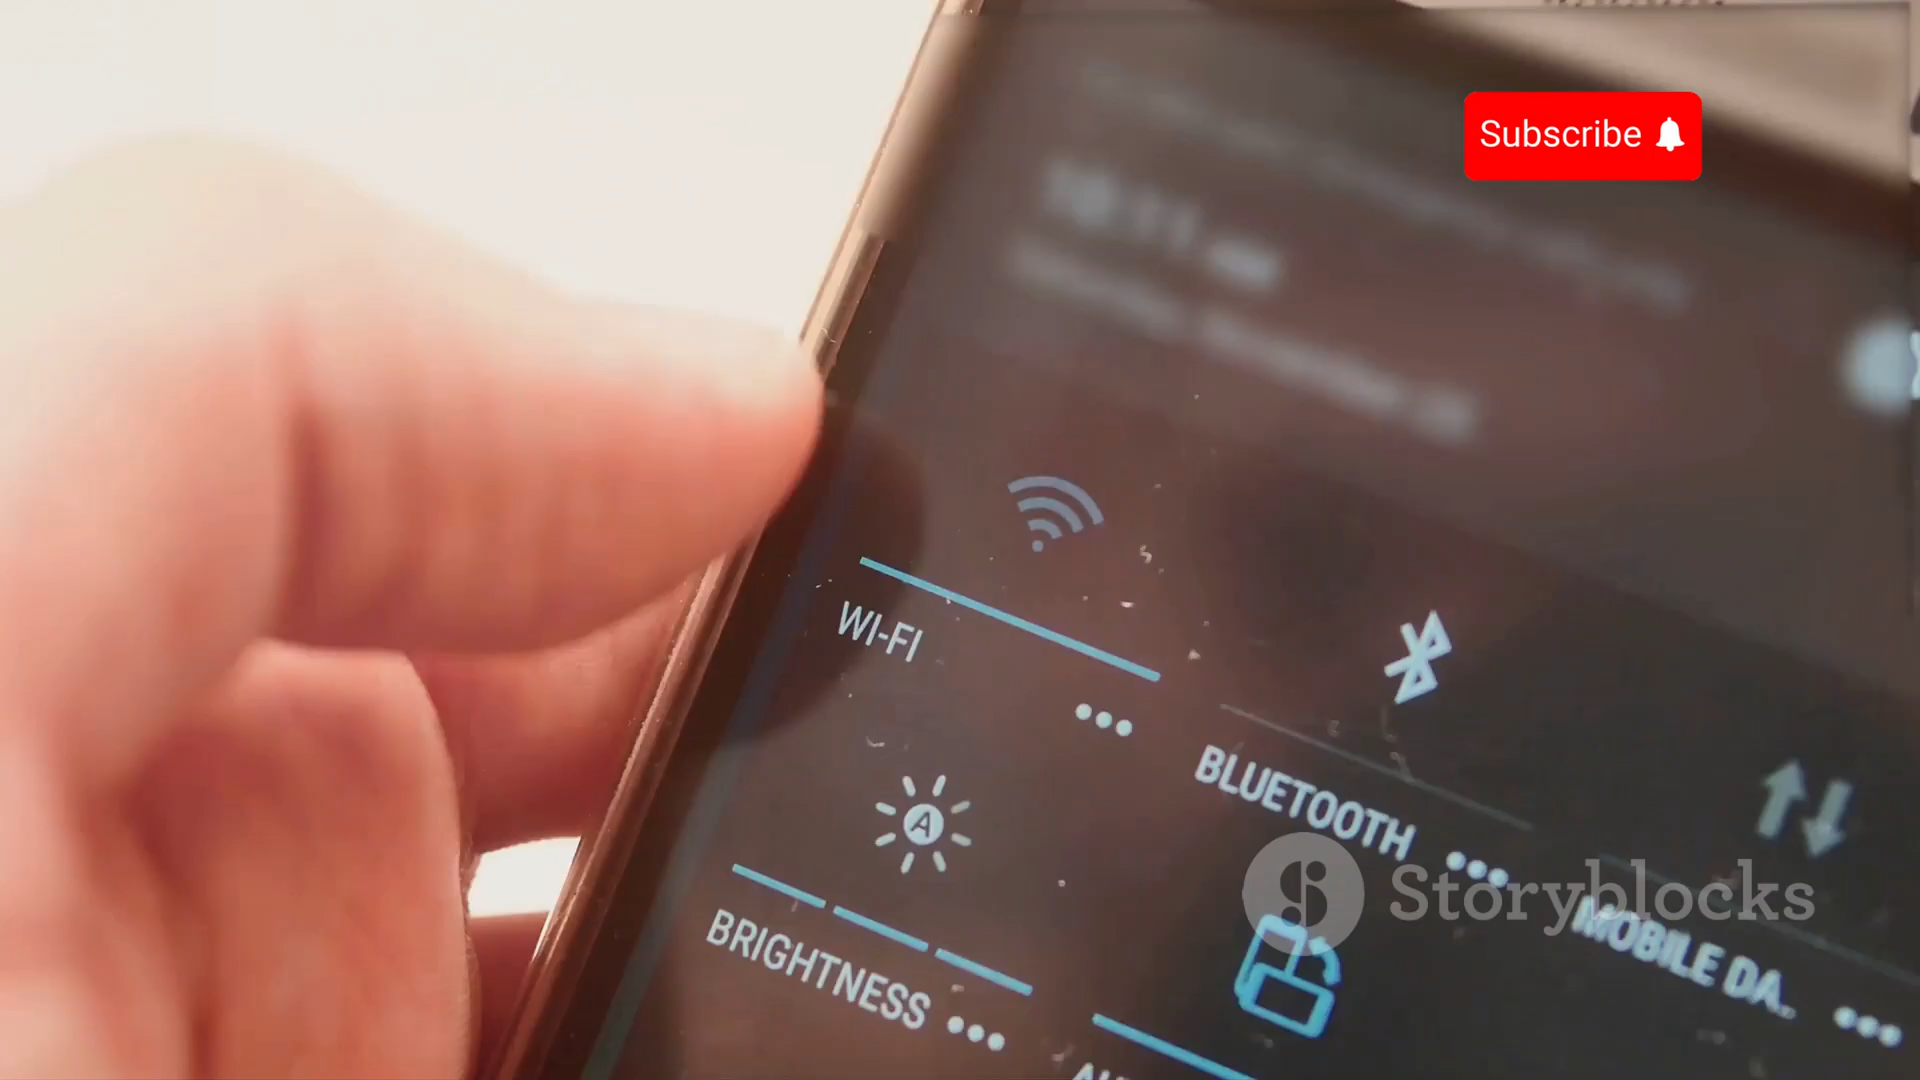 Subscribe
WI-FI
BLUETOOTH
Storyblocks
MOBILE DA..
BRIGHTNESS